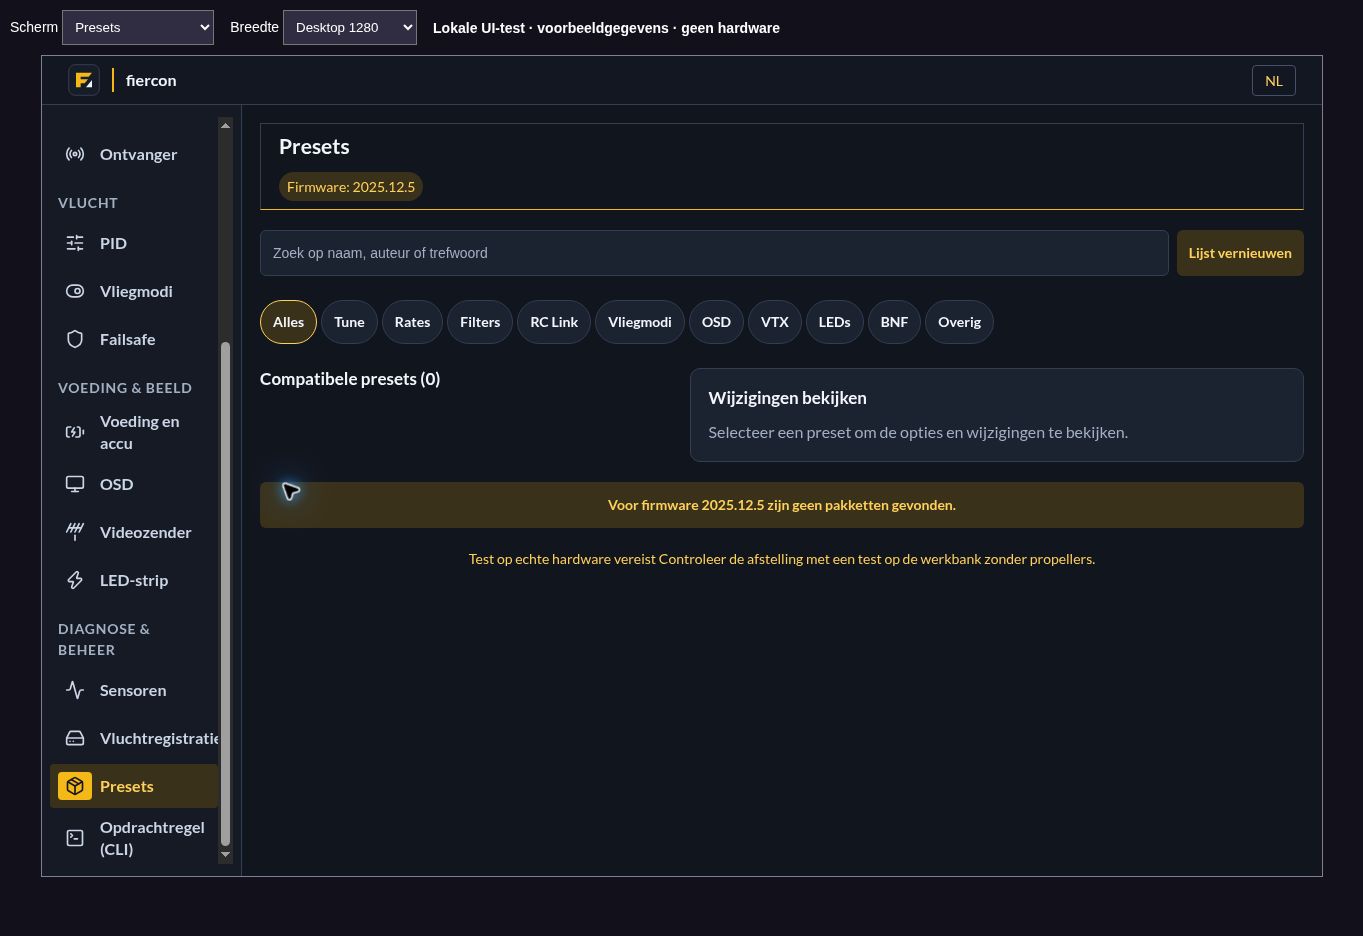 Scherm Presets Breedte Desktop 1280 Lokale UI-test · voorbeeldgegevens · geen hardware
fiercon NL
Ontvanger
VLUCHT
PID
Vliegmodi
Failsafe
VOEDING & BEELD
Voeding en
accu
OSD
Videozender
LED-strip
DIAGNOSE &
BEHEER
Sensoren
Vluchtregistratie
Presets
Opdrachtregel
(CLI)
Presets
Firmware: 2025.12.5
Zoek op naam, auteur of trefwoord Lijst vernieuwen
Alles Tune Rates Filters RC Link Vliegmodi OSD VTX LEDs BNF Overig
Compatibele presets (0)
Wijzigingen bekijken
Selecteer een preset om de opties en wijzigingen te bekijken.
Voor firmware 2025.12.5 zijn geen pakketten gevonden.
Test op echte hardware vereist Controleer de afstelling met een test op de werkbank zonder propellers.